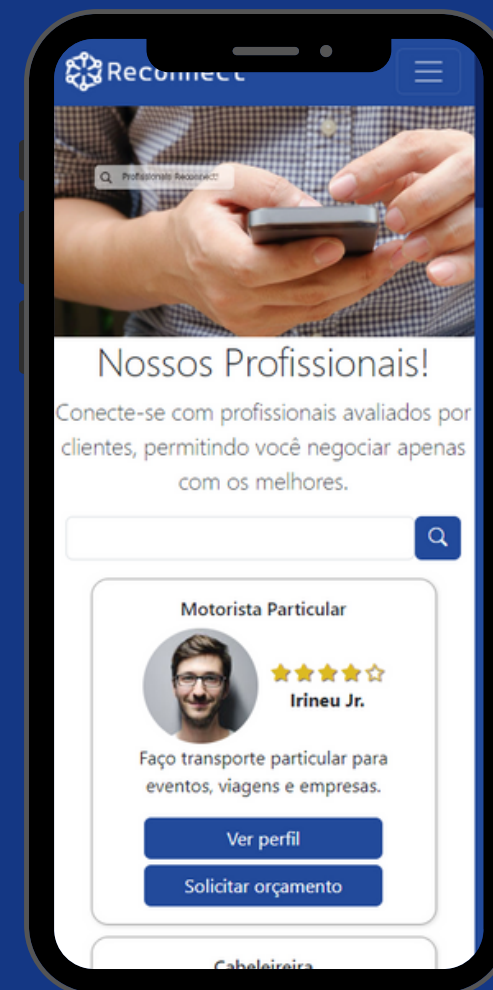 Reconnect
Profissionais Reconnect!
Nossos Profissionais!
Conecte-se com profissionais avaliados por
clientes, permitindo você negociar apenas
com os melhores.
Motorista Particular
Irineu Jr.
Faço transporte particular para
eventos, viagens e empresas.
Ver perfil
Solicitar orçamento
Cabeleireira